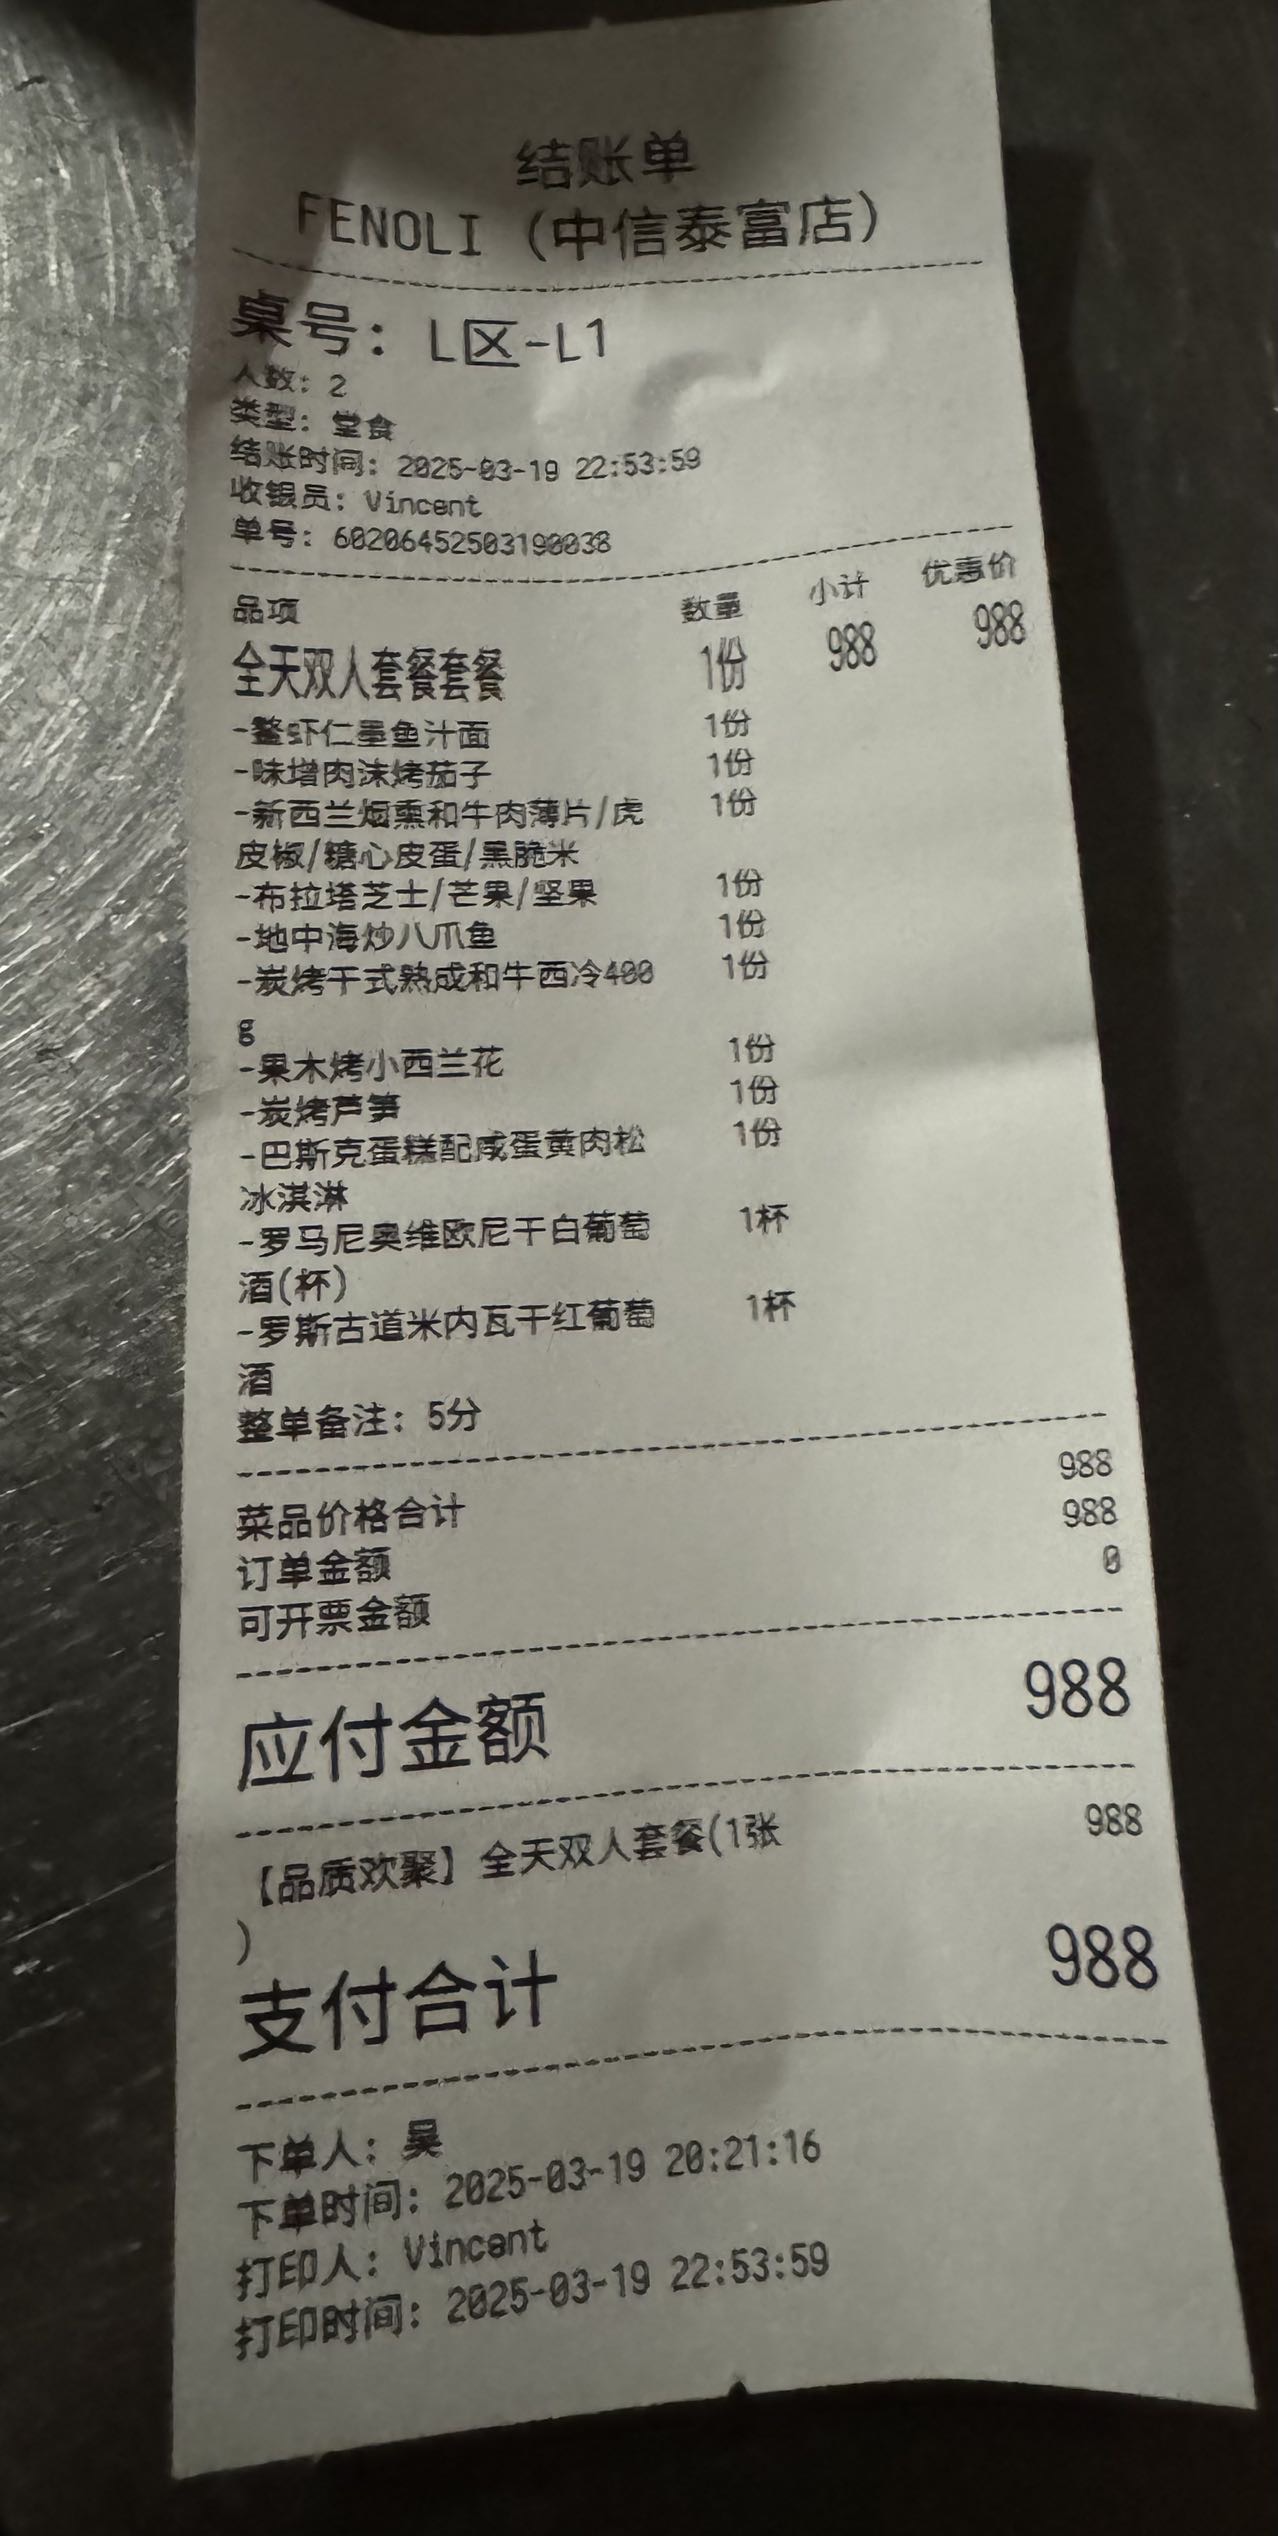 结账单
FENOLI (中信泰富店)
桌号: L区-L1
人数: 2
类型: 堂食
结账时间: 2025-03-19 22:53:59
收银员: Vincent
单号: 602064525031900038
品项 数量 小计 优惠价
全天双人套餐套餐 1份 988 988
-鳌虾仁墨鱼汁面 1份
-味增肉沫烤茄子 1份
-新西兰烟熏和牛肉薄片/虎 1份
皮椒/糖心皮蛋/黑脆米
-布拉塔芝士/芒果/坚果 1份
-地中海炒八爪鱼 1份
-炭烤干式熟成和牛西冷400 1份
g
-果木烤小西兰花 1份
-炭烤芦笋 1份
-巴斯克蛋糕配咸蛋黄肉松 1份
冰淇淋
-罗马尼奥维欧尼干白葡萄 1杯
酒(杯)
-罗斯古道米内瓦干红葡萄 1杯
酒
整单备注: 5分
菜品价格合计 988
订单金额 988
可开票金额 0
应付金额 988
【品质欢聚】全天双人套餐(1张 988
)
支付合计 988
下单人: 吴
下单时间: 2025-03-19 20:21:16
打印人: Vincent
打印时间: 2025-03-19 22:53:59